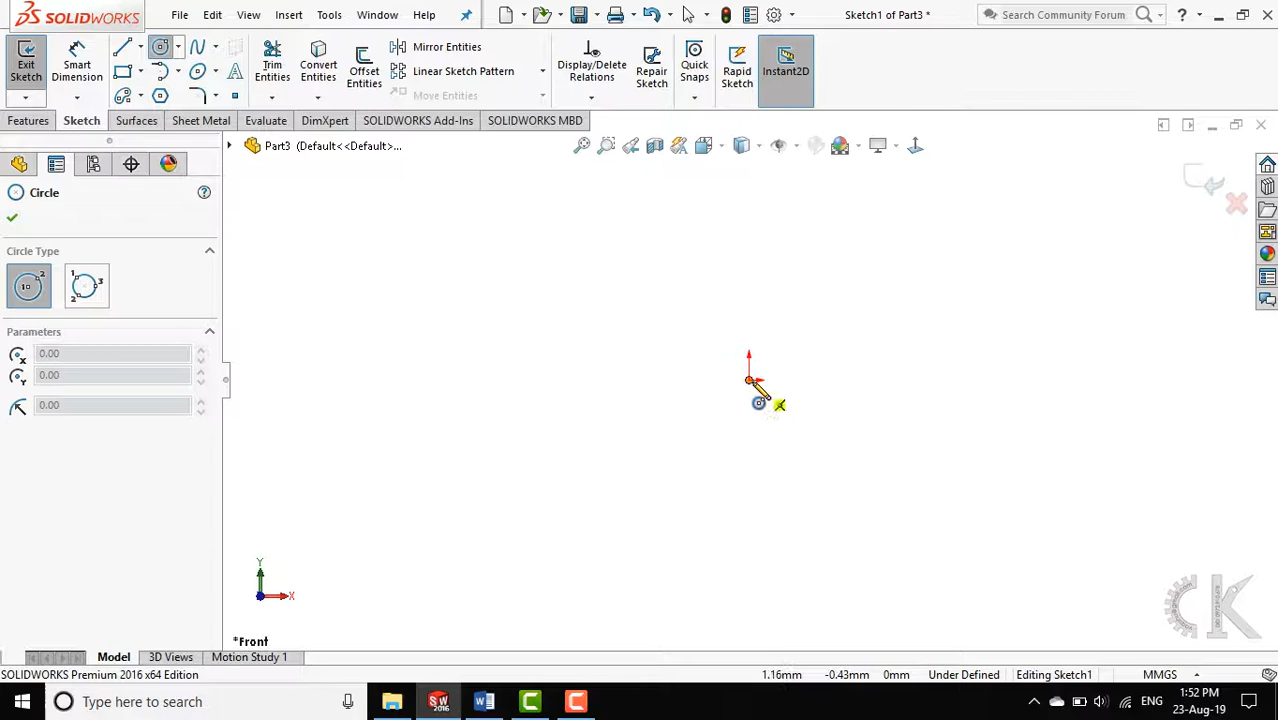 SOLIDWORKS
File
Edit
View
Insert
Tools
Window
Help
Sketch1 of Part3 *
Search Community Forum
?
Exit Sketch
Smart Dimension
Trim Entities
Convert Entities
Offset Entities
Mirror Entities
Linear Sketch Pattern
Move Entities
Display/Delete Relations
Repair Sketch
Quick Snaps
Rapid Sketch
Instant2D
Features
Sketch
Surfaces
Sheet Metal
Evaluate
DimXpert
SOLIDWORKS Add-Ins
SOLIDWORKS MBD
Part3 (Default<<Default>...
Circle
?
Circle Type
Parameters
0.00
0.00
0.00
Y
X
*Front
Model
3D Views
Motion Study 1
SOLIDWORKS Premium 2016 x64 Edition
1.16mm
-0.43mm
0mm
Under Defined
Editing Sketch1
MMGS
Type here to search
SW
2016
ENG
1:52 PM
23-Aug-19